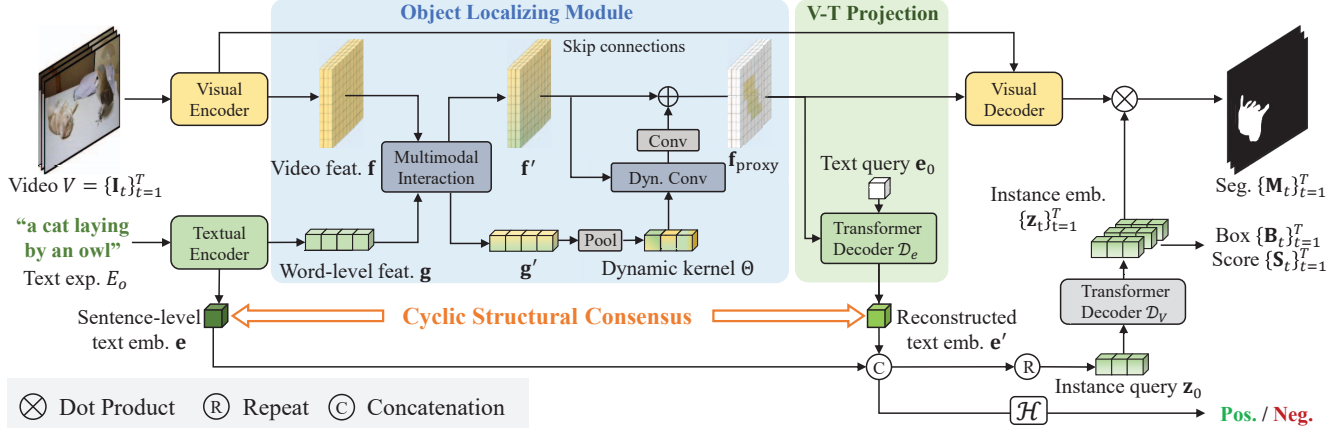 Object Localizing Module
V-T Projection
Skip connections
Visual
Encoder
Visual
Decoder
Conv
Video feat. f
Multimodal
Interaction
f′
Dyn. Conv
f_proxy
Text query e₀
Video V = {I_t}_{t=1}^T
Seg. {M_t}_{t=1}^T
Instance emb.
{z_t}_{t=1}^T
"a cat laying
by an owl"
Text exp. E_o
Textual
Encoder
Word-level feat. g
g′
Pool
Dynamic kernel Θ
Transformer
Decoder 𝒟_e
Box {B_t}_{t=1}^T
Score {S_t}_{t=1}^T
Transformer
Decoder 𝒟_V
Sentence-level
text emb. e
Cyclic Structural Consensus
Reconstructed
text emb. e′
C
R
Instance query z₀
Dot Product
R
Repeat
C
Concatenation
ℋ
Pos. / Neg.